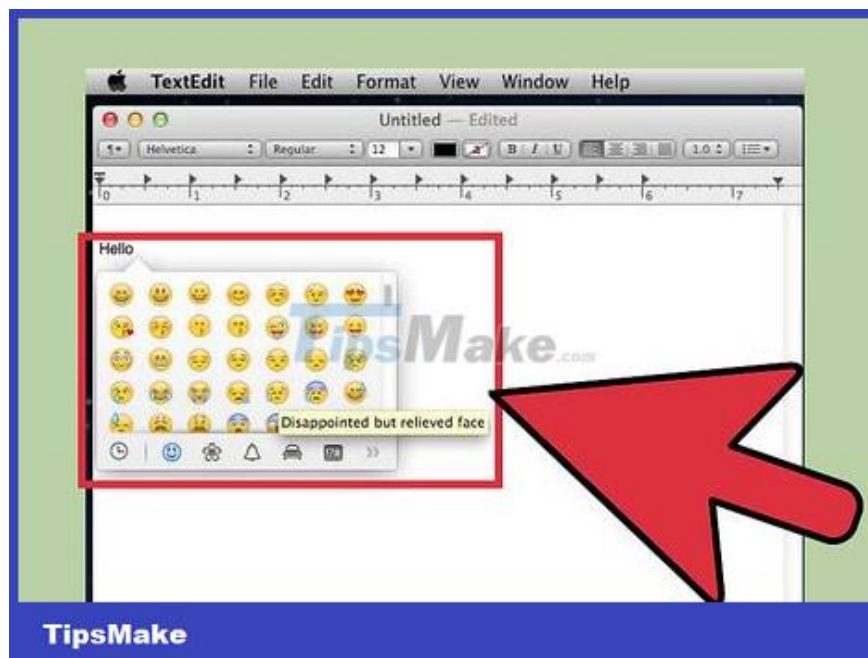 TextEdit File Edit Format View Window Help
Untitled — Edited
Helvetica Regular 12 B I U 1.0
0 1 2 3 4 5 6 7
Hello
TipsMake.com
Disappointed but relieved face
TipsMake